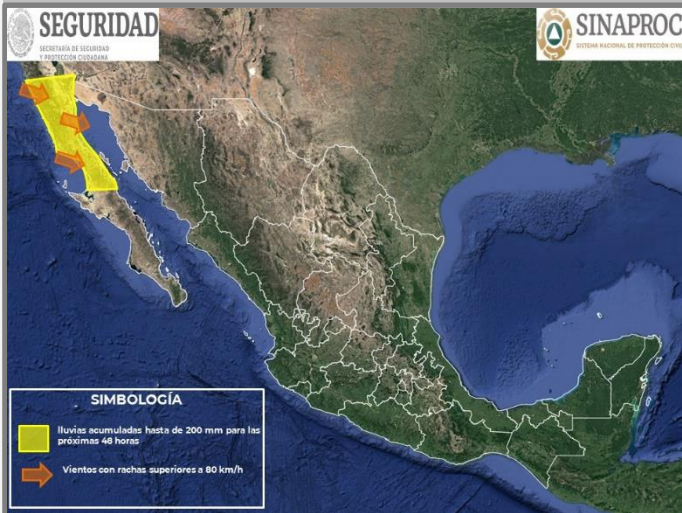 SEGURIDAD
SECRETARÍA DE SEGURIDAD
Y PROTECCIÓN CIUDADANA
SINAPROC
SISTEMA NACIONAL DE PROTECCIÓN CIVIL
SIMBOLOGÍA
lluvias acumuladas hasta de 200 mm para las
próximas 48 horas
Vientos con rachas superiores a 80 km/h